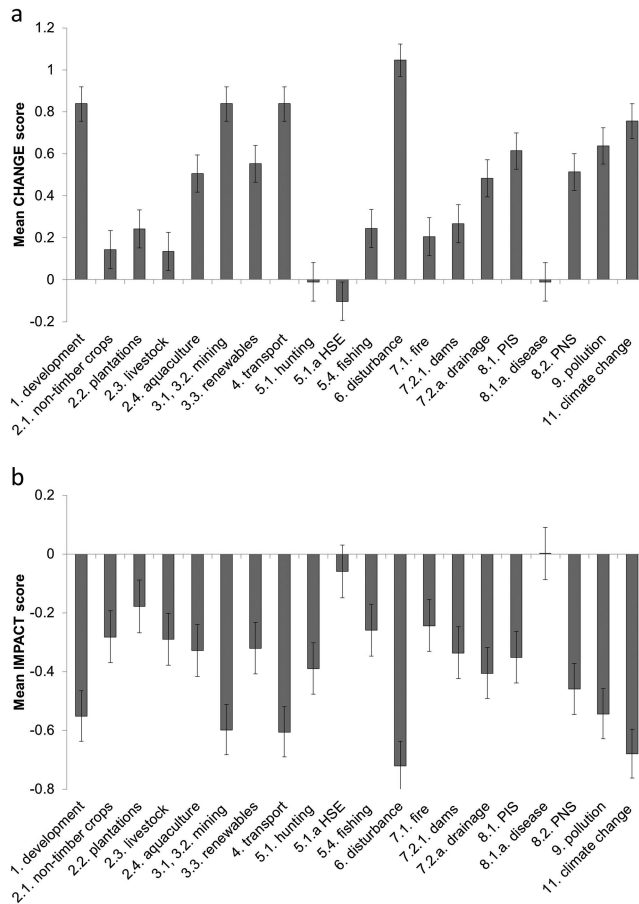 a
Mean CHANGE score
1.2
1
0.8
0.6
0.4
0.2
0
-0.2
1. development
2.1. non-timber crops
2.2. plantations
2.3. livestock
2.4. aquaculture
3.1, 3.2. mining
3.3. renewables
4. transport
5.1. hunting
5.1.a HSE
5.4. fishing
6. disturbance
7.1. fire
7.2.1. dams
7.2.a. drainage
8.1. PIS
8.1.a. disease
8.2. PNS
9. pollution
11. climate change
b
Mean IMPACT score
0.2
0
-0.2
-0.4
-0.6
-0.8
1. development
2.1. non-timber crops
2.2. plantations
2.3. livestock
2.4. aquaculture
3.1, 3.2. mining
3.3. renewables
4. transport
5.1. hunting
5.1.a HSE
5.4. fishing
6. disturbance
7.1. fire
7.2.1. dams
7.2.a. drainage
8.1. PIS
8.1.a. disease
8.2. PNS
9. pollution
11. climate change